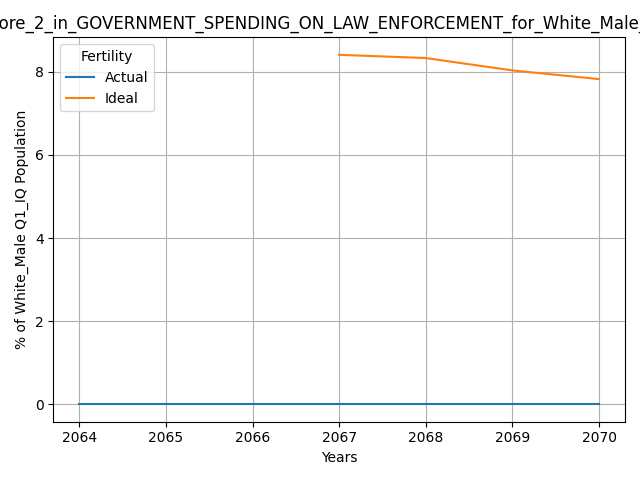 ore_2_in_GOVERNMENT_SPENDING_ON_LAW_ENFORCEMENT_for_White_Male_
Fertility
Actual
Ideal
% of White_Male Q1_IQ Population
8
6
4
2
0
2064 2065 2066 2067 2068 2069 2070
Years